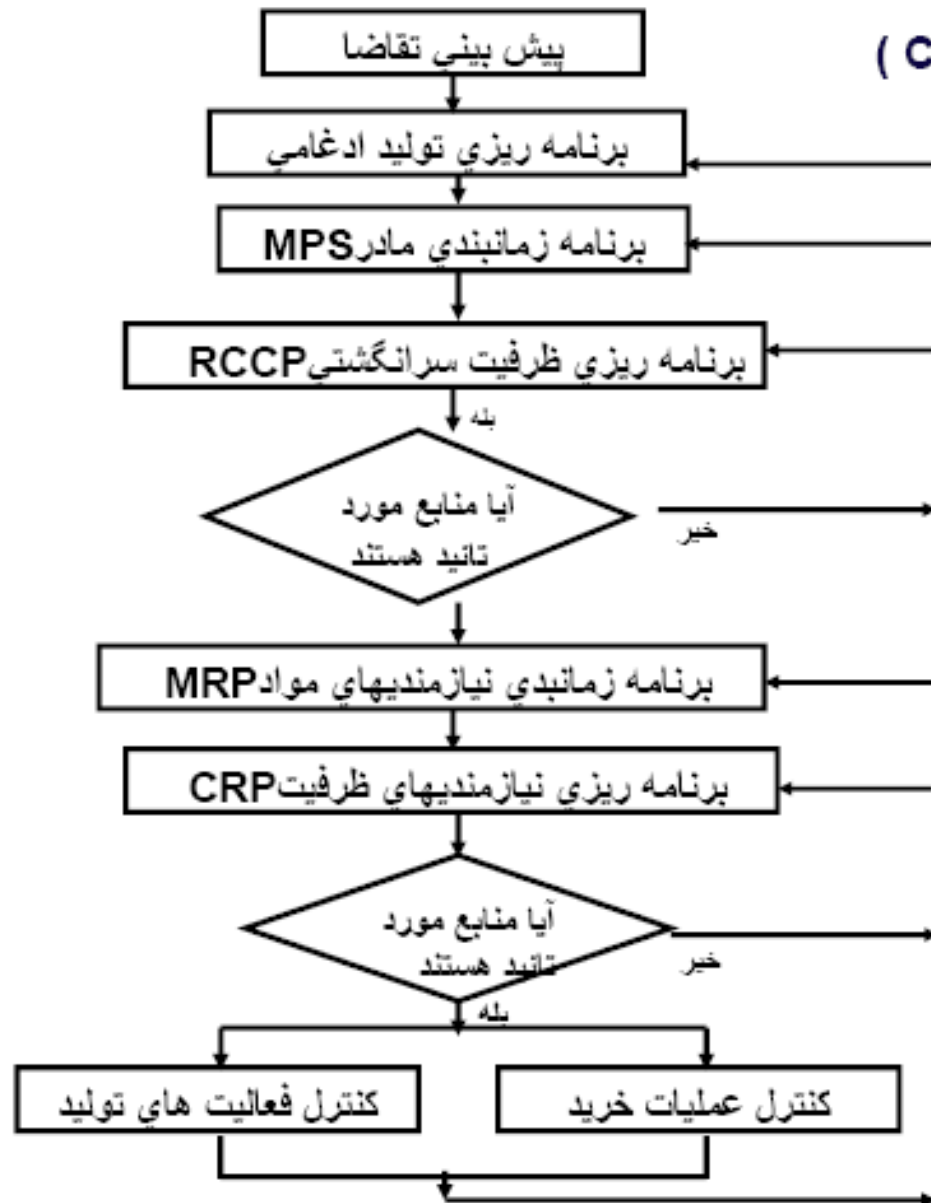 پيش بيني تقاضا
( C
برنامه ريزي توليد ادغامي
برنامه زمانبندي مادرMPS
برنامه ريزي ظرفيت سرانگشتيRCCP
بله
آيا منابع مورد
تائيد هستند
خير
برنامه زمانبدي نيازمنديهاي موادMRP
برنامه ريزي نيازمنديهاي ظرفيتCRP
آيا منابع مورد
تائيد هستند
خير
بله
کنترل عمليات خريد
کنترل فعاليت هاي توليد